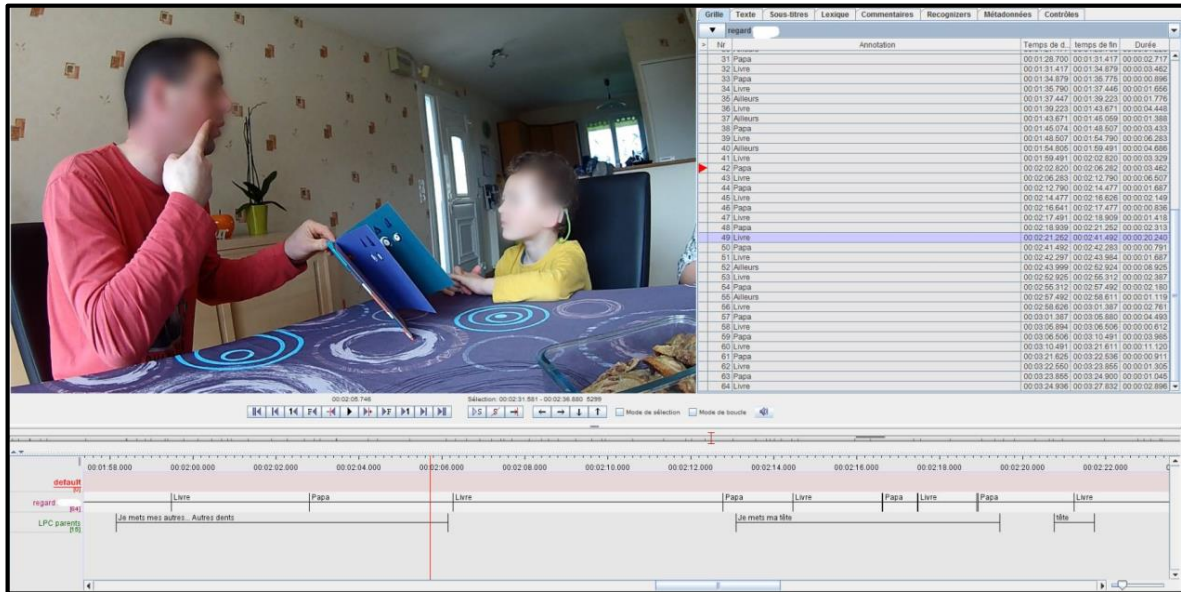 Grille Texte Sous-titres Lexique Commentaires Recognizers Métadonnées Contrôles
regard
> Nr Annotation Temps de d... temps de fin Durée
31 Papa 00:01:28.700 00:01:31.417 00:00:02.717
32 Livre 00:01:31.417 00:01:34.879 00:00:03.462
33 Papa 00:01:34.879 00:01:35.775 00:00:00.896
34 Livre 00:01:35.790 00:01:37.446 00:00:01.656
35 Ailleurs 00:01:37.447 00:01:39.223 00:00:01.776
36 Livre 00:01:39.223 00:01:43.671 00:00:04.448
37 Ailleurs 00:01:43.671 00:01:45.059 00:00:01.388
38 Papa 00:01:45.074 00:01:48.507 00:00:03.433
39 Livre 00:01:48.507 00:01:54.790 00:00:06.283
40 Ailleurs 00:01:54.805 00:01:59.491 00:00:04.686
41 Livre 00:01:59.491 00:02:02.820 00:00:03.329
42 Papa 00:02:02.820 00:02:06.282 00:00:03.462
43 Livre 00:02:06.283 00:02:12.790 00:00:06.507
44 Papa 00:02:12.790 00:02:14.477 00:00:01.687
45 Livre 00:02:14.477 00:02:16.626 00:00:02.149
46 Papa 00:02:16.641 00:02:17.477 00:00:00.836
47 Livre 00:02:17.491 00:02:18.909 00:00:01.418
48 Papa 00:02:18.939 00:02:21.252 00:00:02.313
49 Livre 00:02:21.252 00:02:41.492 00:00:20.240
50 Papa 00:02:41.492 00:02:42.283 00:00:00.791
51 Livre 00:02:42.297 00:02:43.984 00:00:01.687
52 Ailleurs 00:02:43.999 00:02:52.924 00:00:08.925
53 Livre 00:02:52.925 00:02:55.312 00:00:02.387
54 Papa 00:02:55.312 00:02:57.492 00:00:02.180
55 Ailleurs 00:02:57.492 00:02:58.611 00:00:01.119
56 Livre 00:02:58.626 00:03:01.387 00:00:02.761
57 Papa 00:03:01.387 00:03:05.880 00:00:04.493
58 Livre 00:03:05.894 00:03:06.506 00:00:00.612
59 Papa 00:03:06.506 00:03:10.491 00:00:03.985
60 Livre 00:03:10.491 00:03:21.611 00:00:11.120
61 Papa 00:03:21.625 00:03:22.536 00:00:00.911
62 Livre 00:03:22.550 00:03:23.855 00:00:01.305
63 Papa 00:03:23.855 00:03:24.900 00:00:01.045
64 Livre 00:03:24.936 00:03:27.832 00:00:02.896
00:02:05.746 Sélection: 00:02:31.581 - 00:02:36.880 5299
Mode de sélection Mode de boucle
00:01:58.000 00:02:00.000 00:02:02.000 00:02:04.000 00:02:06.000 00:02:08.000 00:02:10.000 00:02:12.000 00:02:14.000 00:02:16.000 00:02:18.000 00:02:20.000 00:02:22.000
default
[0]
regard Livre Papa Livre Papa Livre Papa Livre Papa Livre
[64]
LPC parents Je mets mes autres... Autres dents Je mets ma tête tête
[15]